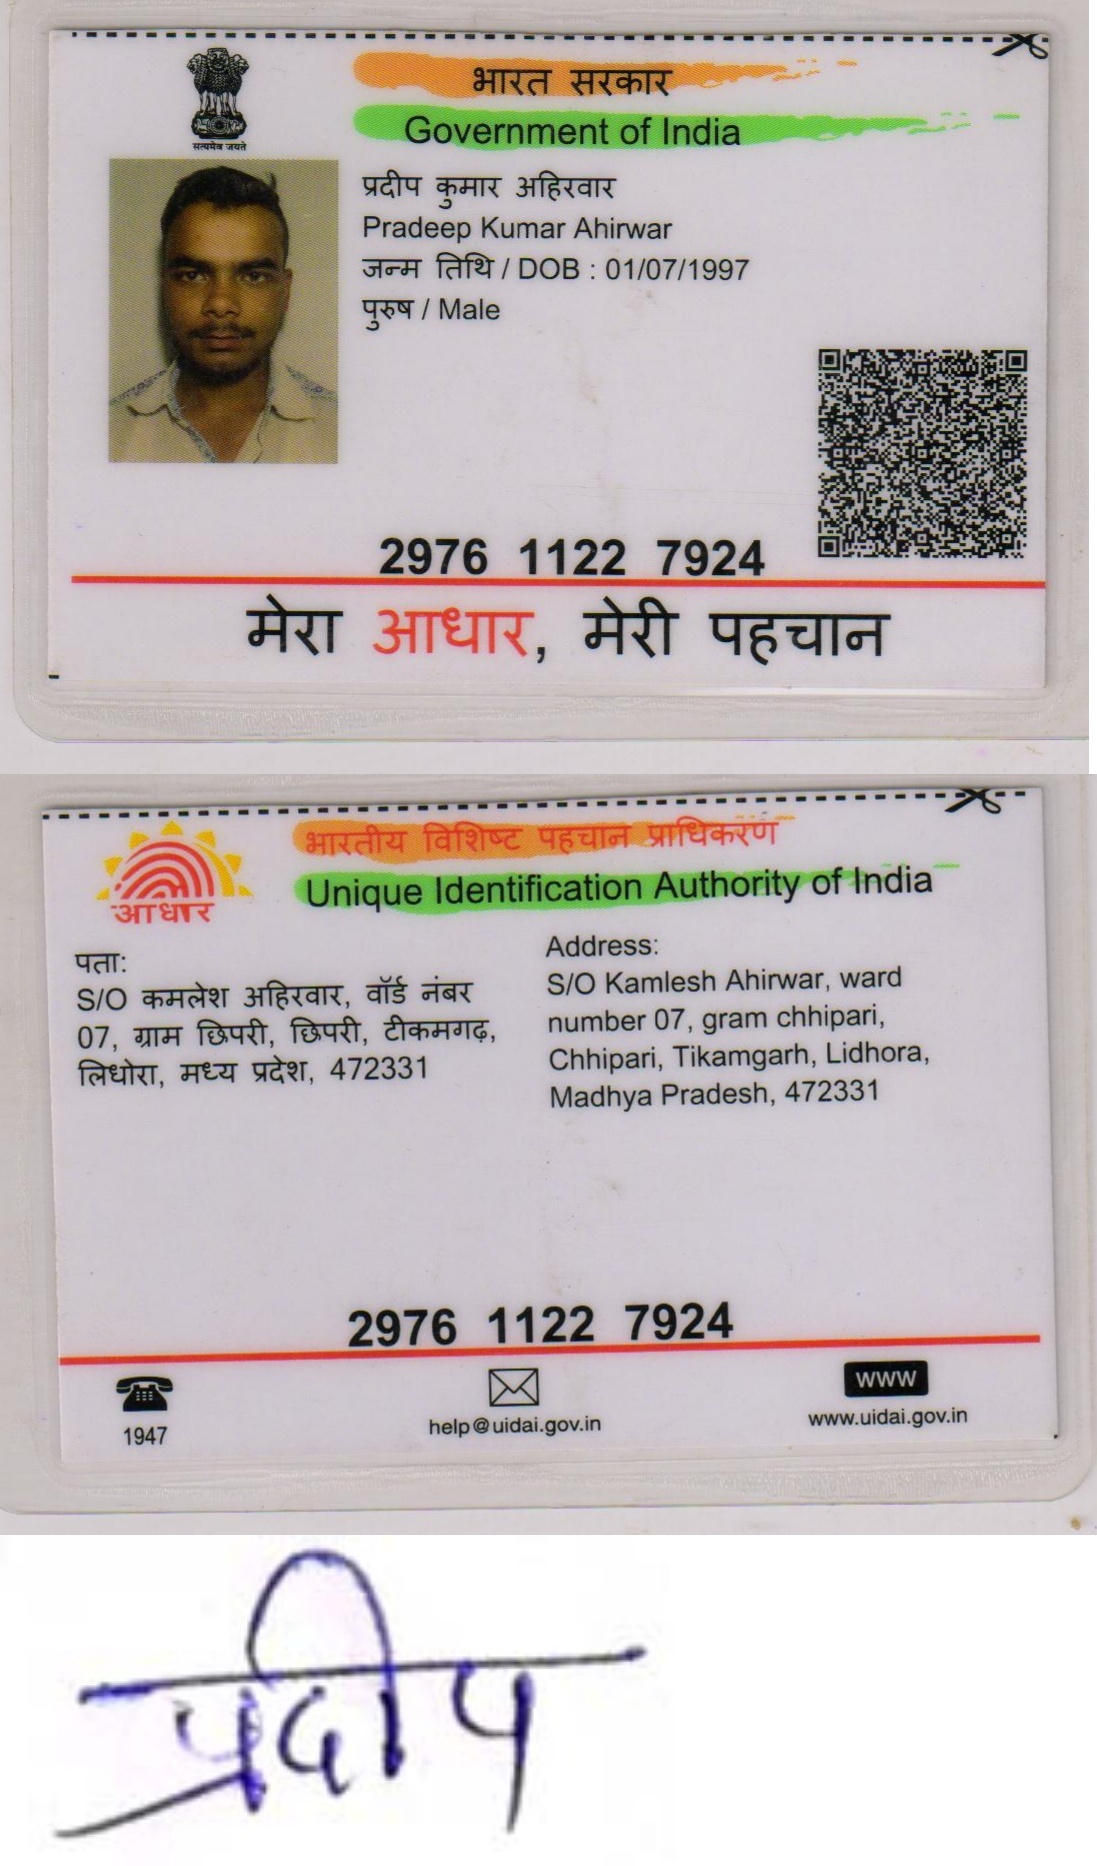 सत्यमेव जयते
भारत सरकार
Government of India
प्रदीप कुमार अहिरवार
Pradeep Kumar Ahirwar
जन्म तिथि / DOB : 01/07/1997
पुरुष / Male
2976 1122 7924
मेरा आधार, मेरी पहचान
आधार
भारतीय विशिष्ट पहचान प्राधिकरण
Unique Identification Authority of India
पता:
S/O कमलेश अहिरवार, वॉर्ड नंबर
07, ग्राम छिपरी, छिपरी, टीकमगढ़,
लिधोरा, मध्य प्रदेश, 472331
Address:
S/O Kamlesh Ahirwar, ward
number 07, gram chhipari,
Chhipari, Tikamgarh, Lidhora,
Madhya Pradesh, 472331
2976 1122 7924
1947
help@uidai.gov.in
www
www.uidai.gov.in
प्रदीप